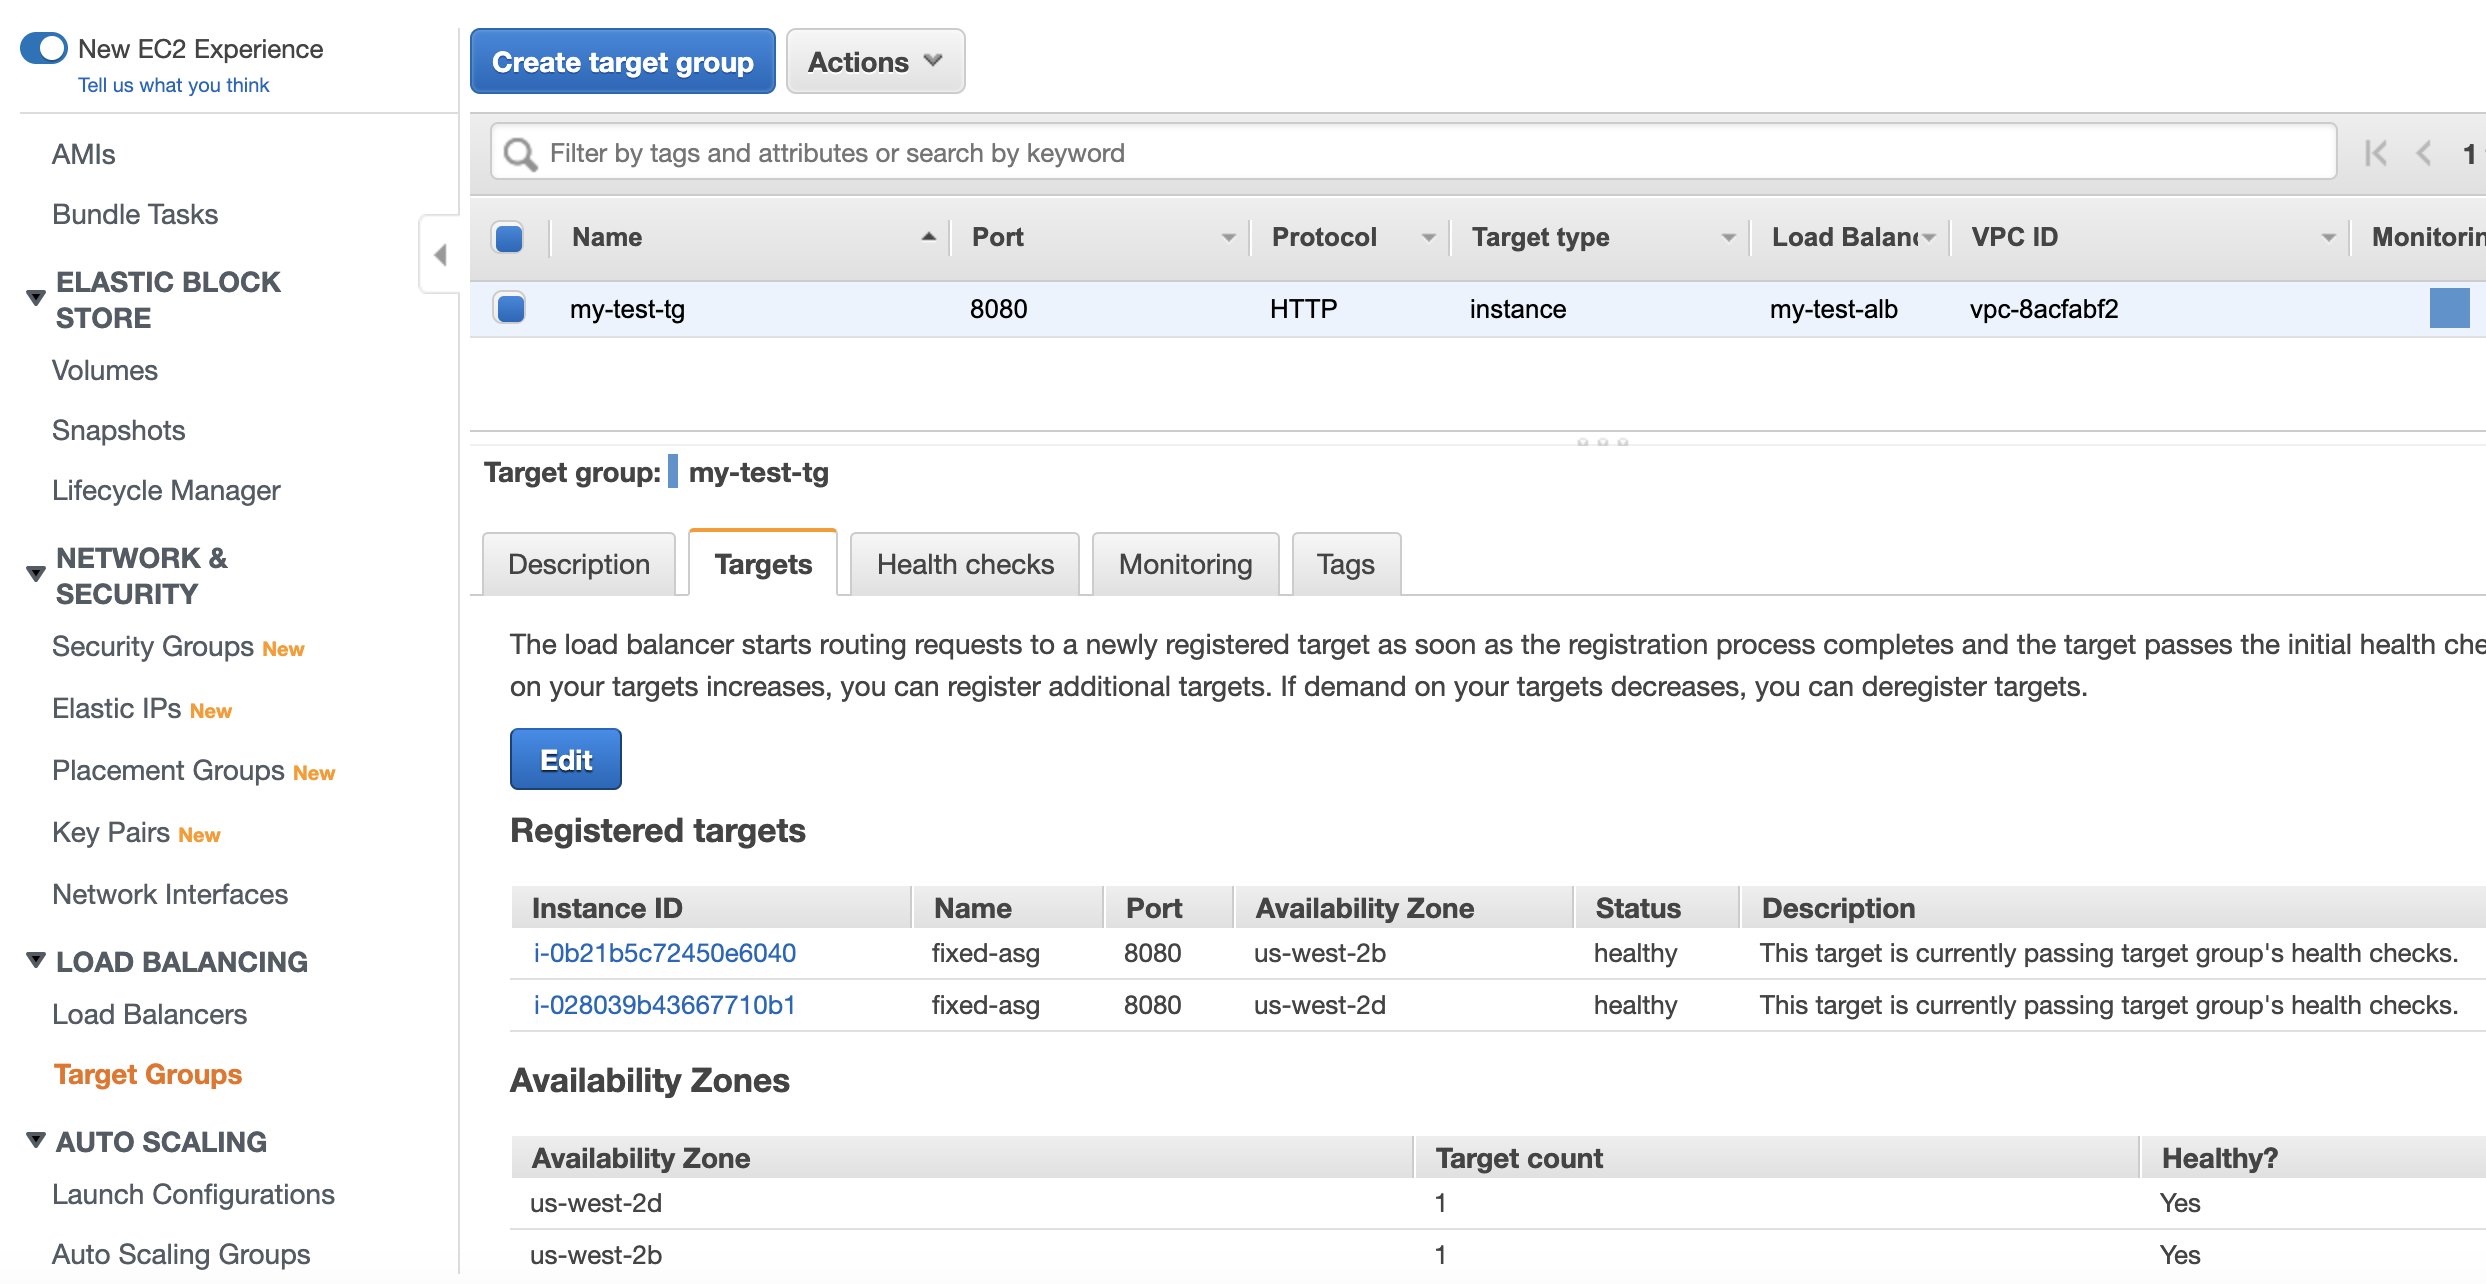 New EC2 Experience
Tell us what you think
AMIs
Bundle Tasks
ELASTIC BLOCK
STORE
Volumes
Snapshots
Lifecycle Manager
NETWORK &
SECURITY
Security Groups New
Elastic IPs New
Placement Groups New
Key Pairs New
Network Interfaces
LOAD BALANCING
Load Balancers
Target Groups
AUTO SCALING
Launch Configurations
Auto Scaling Groups
Create target group Actions
Filter by tags and attributes or search by keyword 1
Name Port Protocol Target type Load Balanc VPC ID Monitorin
my-test-tg 8080 HTTP instance my-test-alb vpc-8acfabf2
Target group: my-test-tg
Description Targets Health checks Monitoring Tags
The load balancer starts routing requests to a newly registered target as soon as the registration process completes and the target passes the initial health che
on your targets increases, you can register additional targets. If demand on your targets decreases, you can deregister targets.
Edit
Registered targets
Instance ID Name Port Availability Zone Status Description
i-0b21b5c72450e6040 fixed-asg 8080 us-west-2b healthy This target is currently passing target group's health checks.
i-028039b43667710b1 fixed-asg 8080 us-west-2d healthy This target is currently passing target group's health checks.
Availability Zones
Availability Zone Target count Healthy?
us-west-2d 1 Yes
us-west-2b 1 Yes